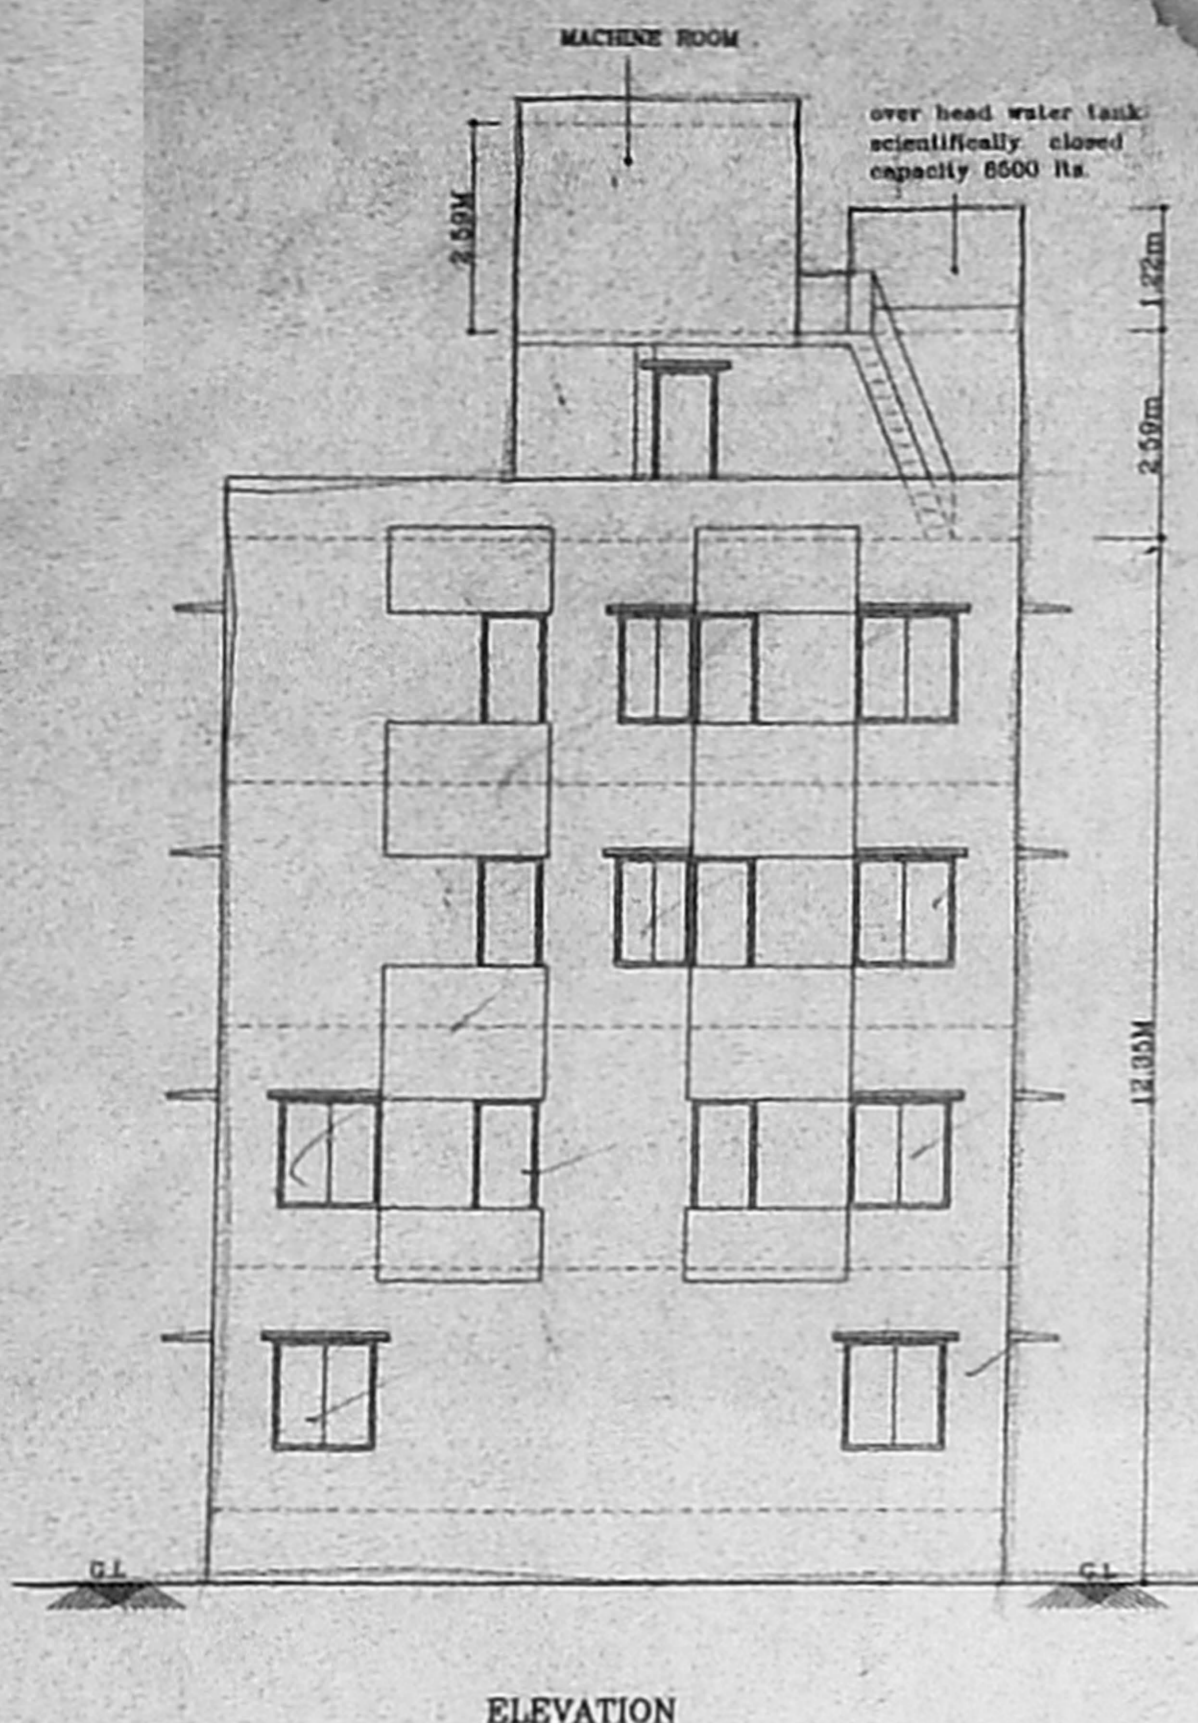 MACHINE ROOM
over head water tank
scientifically closed
capacity 6500 lts.
2.59M
1.22m
2.59m
12.35M
G.L
G.L
ELEVATION